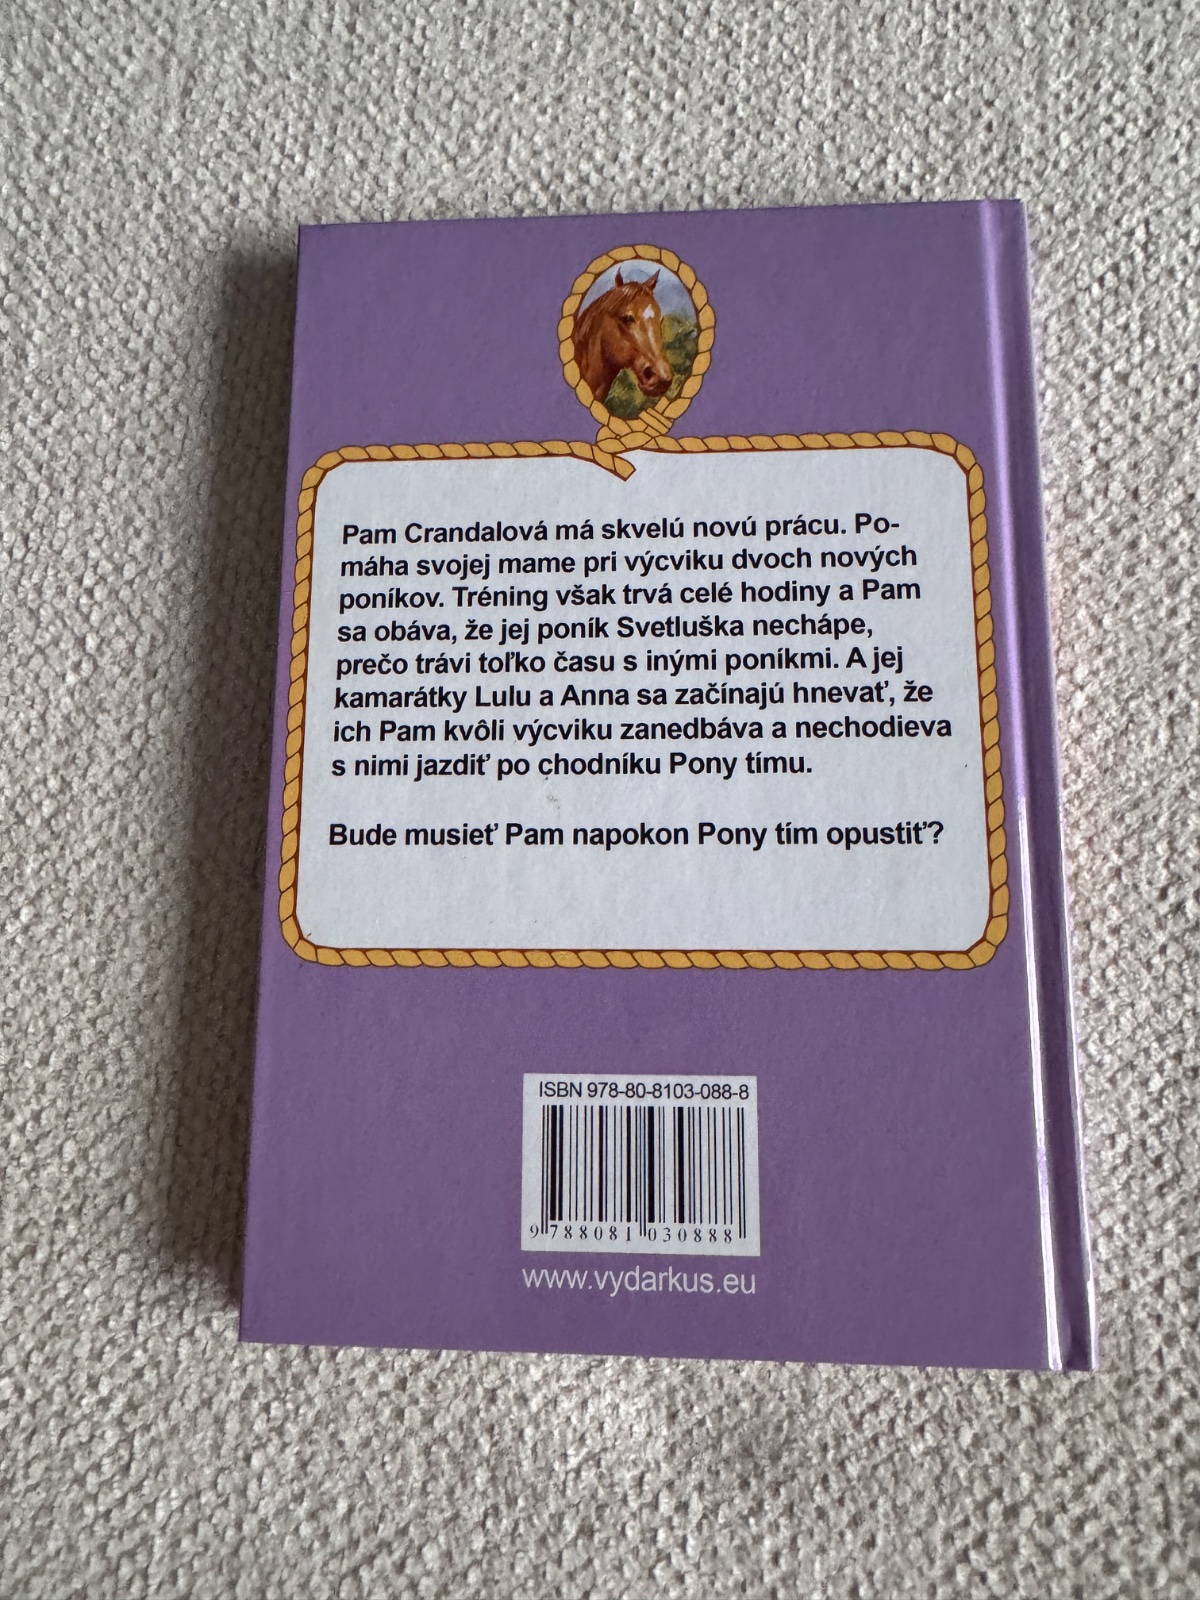 Pam Crandalová má skvelú novú prácu. Po-
máha svojej mame pri výcviku dvoch nových
poníkov. Tréning však trvá celé hodiny a Pam
sa obáva, že jej poník Svetluška nechápe,
prečo trávi toľko času s inými poníkmi. A jej
kamarátky Lulu a Anna sa začínajú hnevať, že
ich Pam kvôli výcviku zanedbáva a nechodieva
s nimi jazdiť po chodníku Pony tímu.
Bude musieť Pam napokon Pony tím opustiť?
ISBN 978-80-8103-088-8
9 788081 030888
www.vydarkus.eu